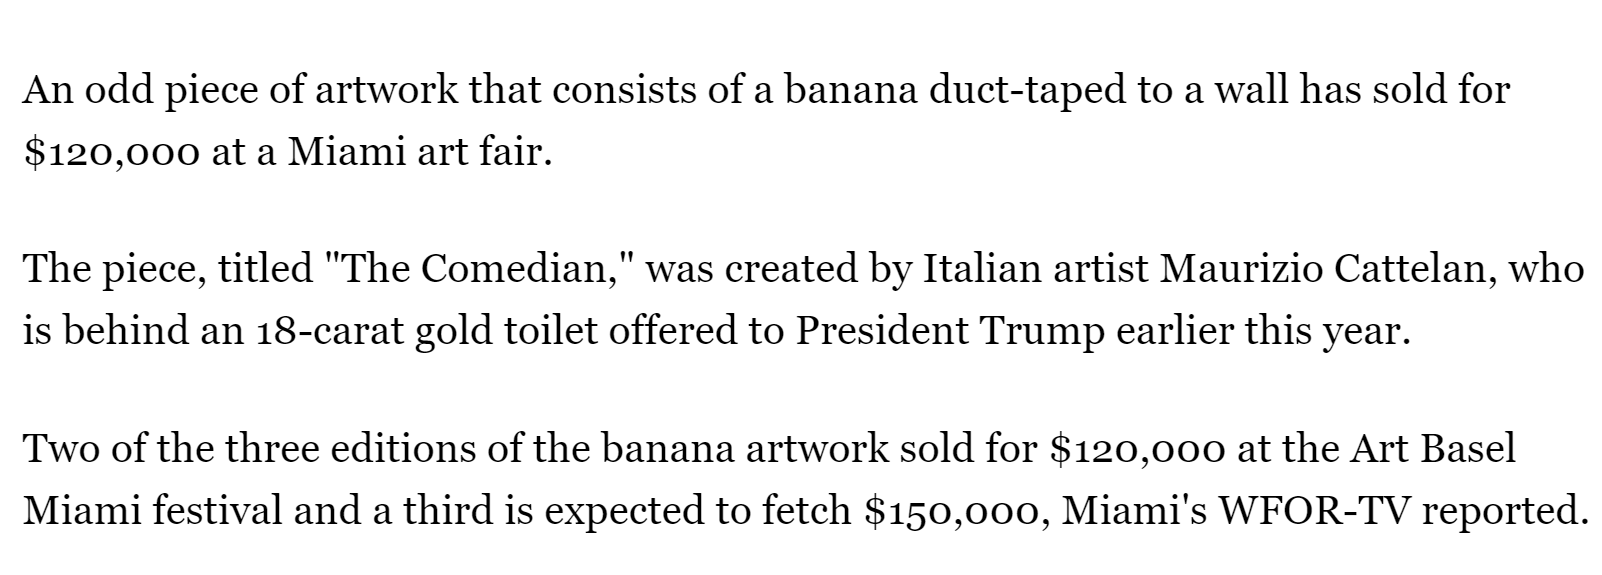 An odd piece of artwork that consists of a banana duct-taped to a wall has sold for
$120,000 at a Miami art fair.
The piece, titled "The Comedian," was created by Italian artist Maurizio Cattelan, who
is behind an 18-carat gold toilet offered to President Trump earlier this year.
Two of the three editions of the banana artwork sold for $120,000 at the Art Basel
Miami festival and a third is expected to fetch $150,000, Miami's WFOR-TV reported.